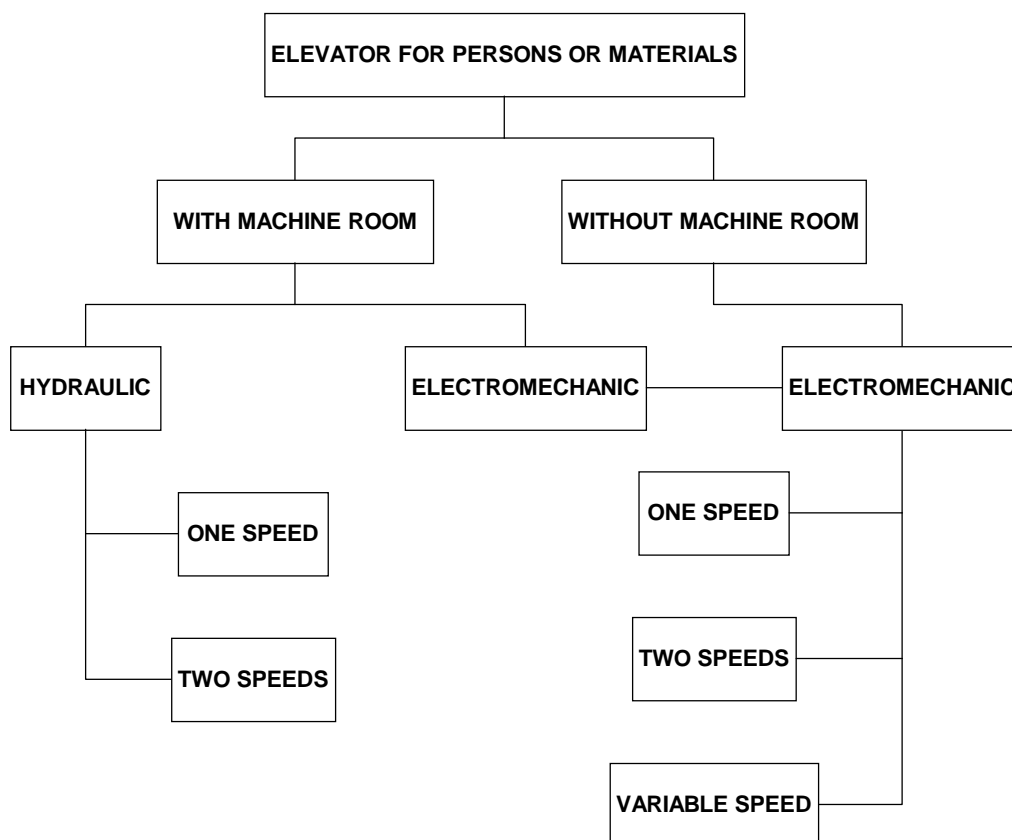 ELEVATOR FOR PERSONS OR MATERIALS
WITH MACHINE ROOM
WITHOUT MACHINE ROOM
HYDRAULIC
ELECTROMECHANIC
ELECTROMECHANIC
ONE SPEED
ONE SPEED
TWO SPEEDS
TWO SPEEDS
VARIABLE SPEED